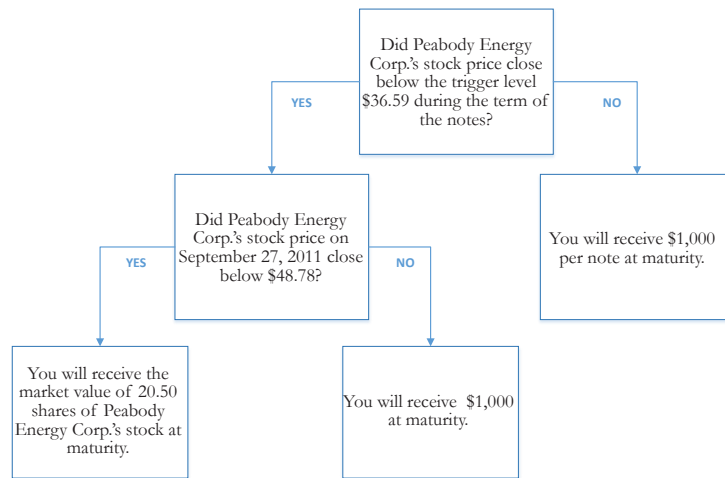 Did Peabody Energy
Corp.'s stock price close
below the trigger level
$36.59 during the term of
the notes?
YES
NO
Did Peabody Energy
Corp.'s stock price on
September 27, 2011 close
below $48.78?
You will receive $1,000
per note at maturity.
YES
NO
You will receive the
market value of 20.50
shares of Peabody
Energy Corp.'s stock at
maturity.
You will receive $1,000
at maturity.